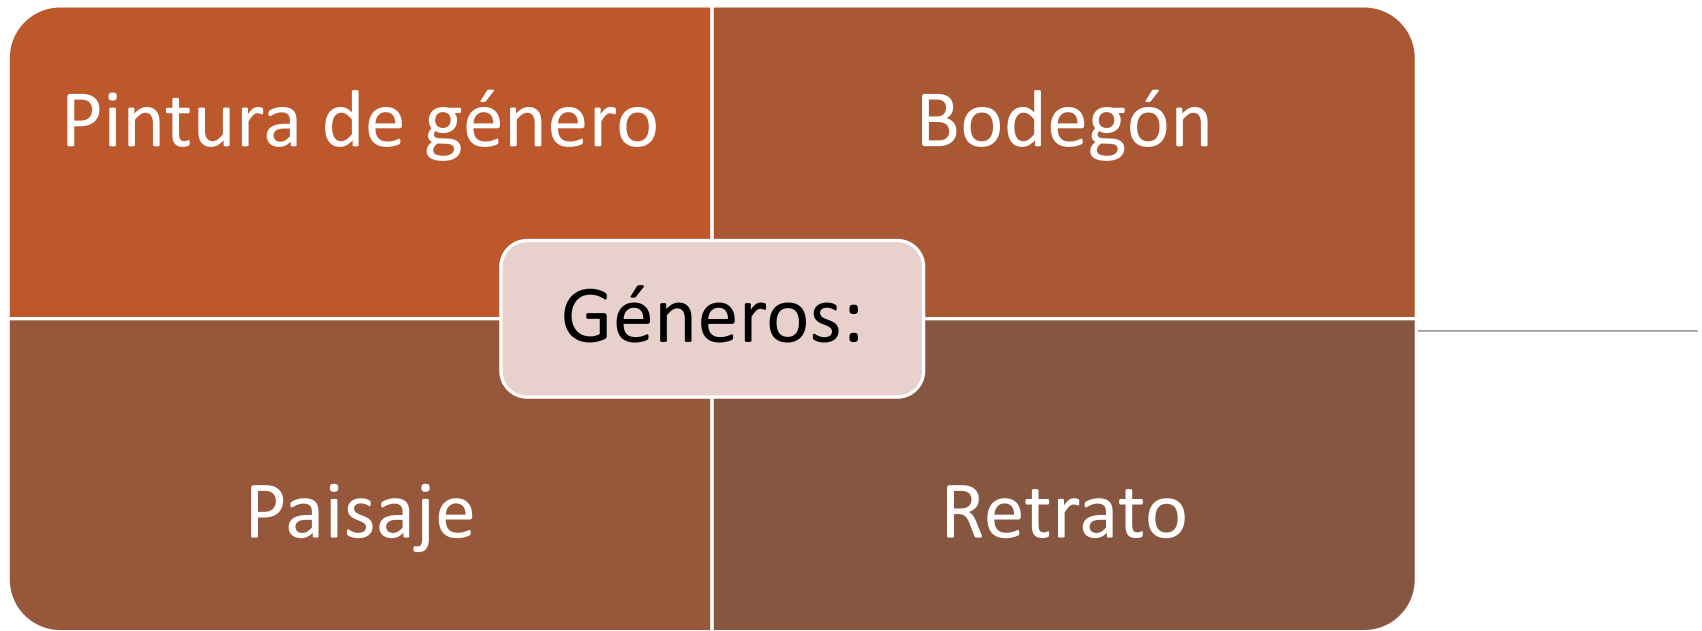 Pintura de género
Bodegón
Géneros:
Paisaje
Retrato